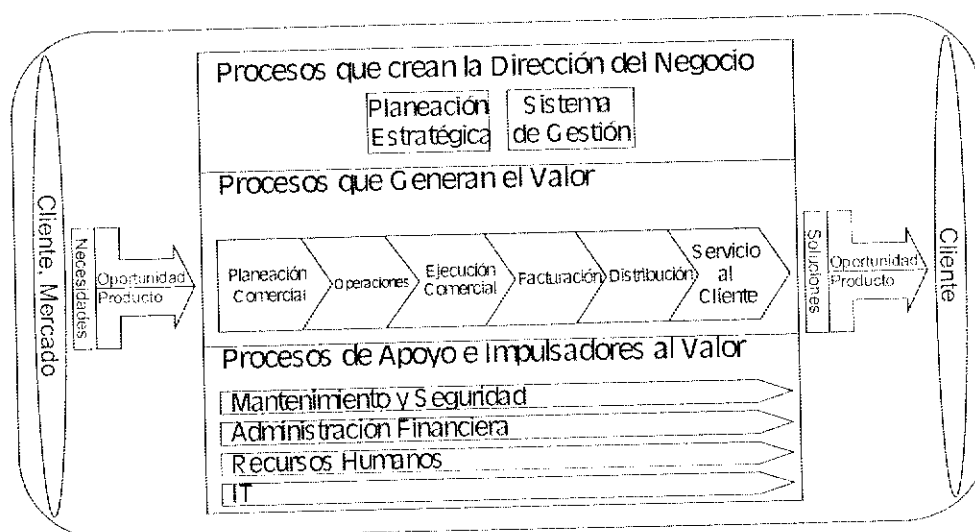 Procesos que crean la Dirección del Negocio
Planeación
Estratégica
Sistema
de Gestión
Procesos que Generan el Valor
Cliente, Mercado
Necesidades
Oportunidad
Producto
Planeación
Comercial
Operaciones
Ejecución
Comercial
Facturación
Distribución
Servicio
al
Cliente
Soluciones
Oportunidad
Producto
Cliente
Procesos de Apoyo e Impulsadores al Valor
Mantenimiento y Seguridad
Administración Financiera
Recursos Humanos
IT